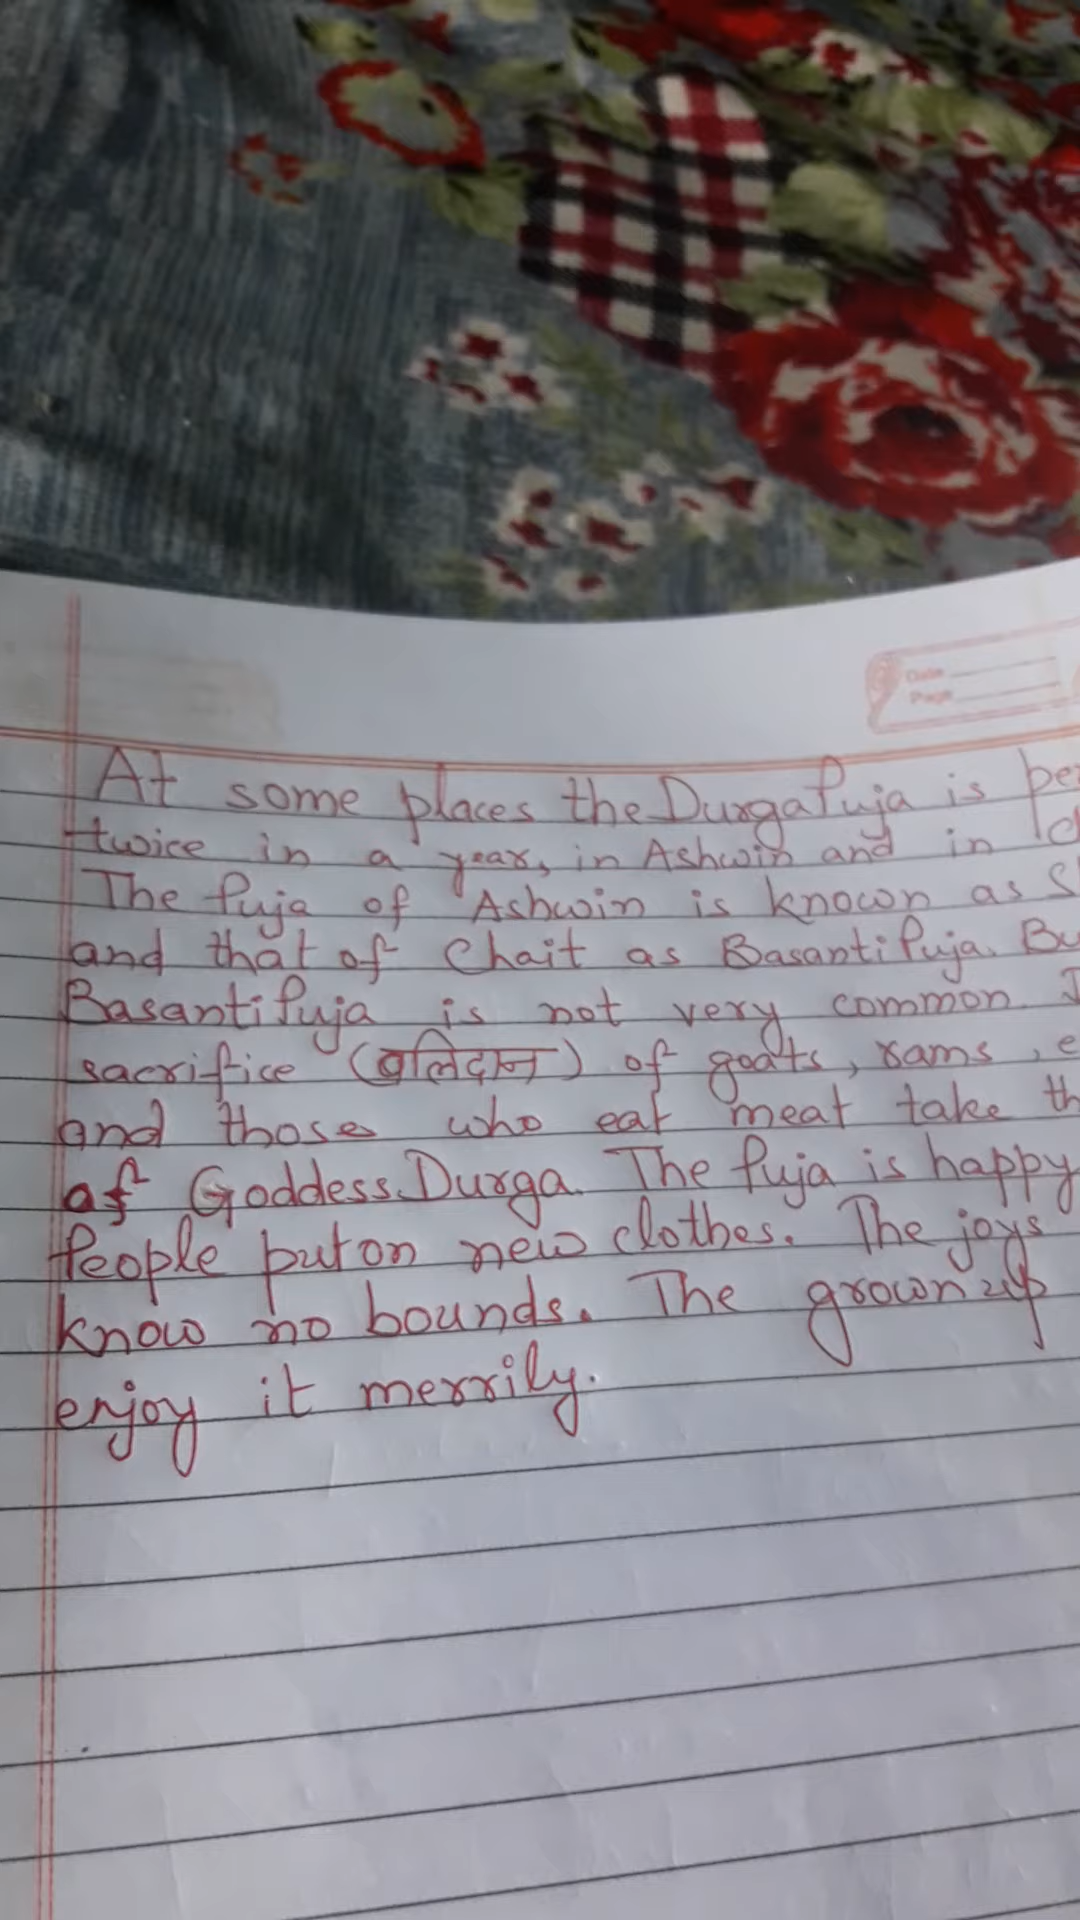 Date
Page
At some places the Durga Puja is
twice in a year, in Ashwin and in
The Puja of Ashwin is known as
and that of Chait as Basanti Puja.
Basanti Puja is not very common.
sacrifice (बलिदान) of goats, rams,
and those who eat meat take
of Goddess Durga. The Puja is happy
People put on new clothes. The joys
know no bounds. The grown up
enjoy it merrily.